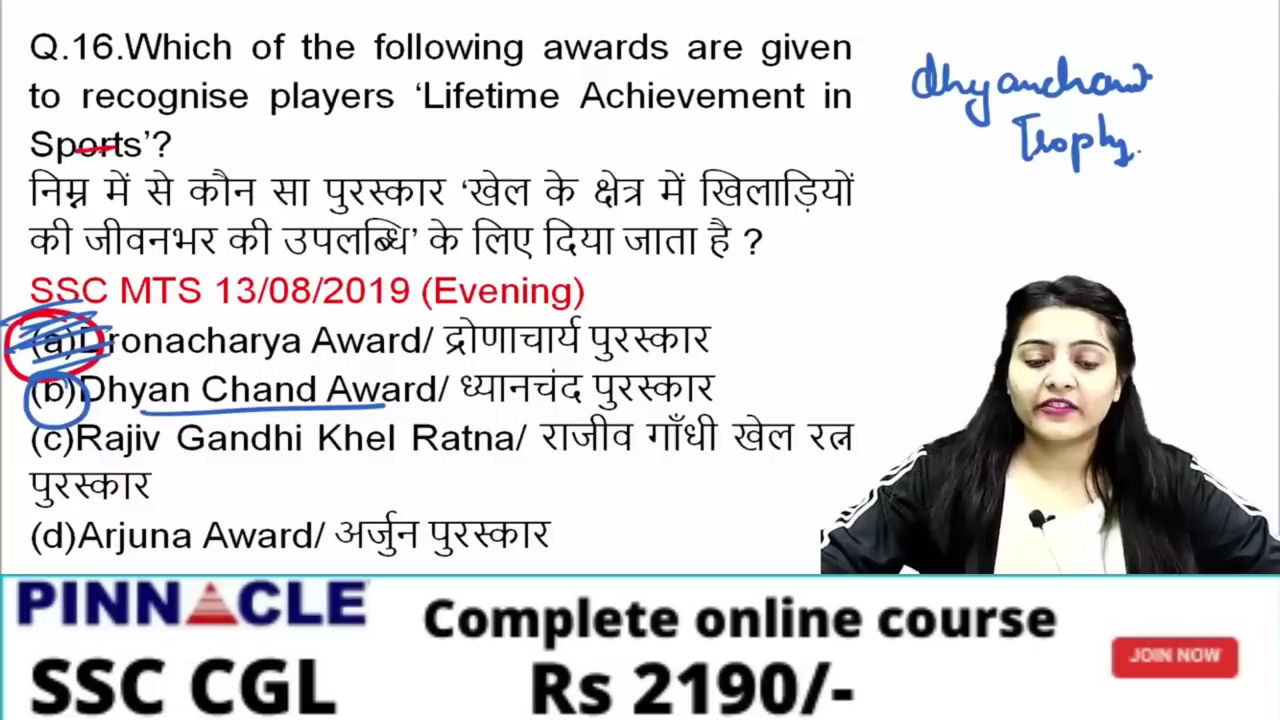 Q.16.Which of the following awards are given
to recognise players ‘Lifetime Achievement in
Sports’?
निम्न में से कौन सा पुरस्कार ‘खेल के क्षेत्र में खिलाड़ियों
की जीवनभर की उपलब्धि’ के लिए दिया जाता है ?
SSC MTS 13/08/2019 (Evening)
(a)Dronacharya Award/ द्रोणाचार्य पुरस्कार
(b)Dhyan Chand Award/ ध्यानचंद पुरस्कार
(c)Rajiv Gandhi Khel Ratna/ राजीव गाँधी खेल रत्न
पुरस्कार
(d)Arjuna Award/ अर्जुन पुरस्कार
Dhyanchand
Trophy.
PINNACLE
SSC CGL
Complete online course
Rs 2190/-
JOIN NOW